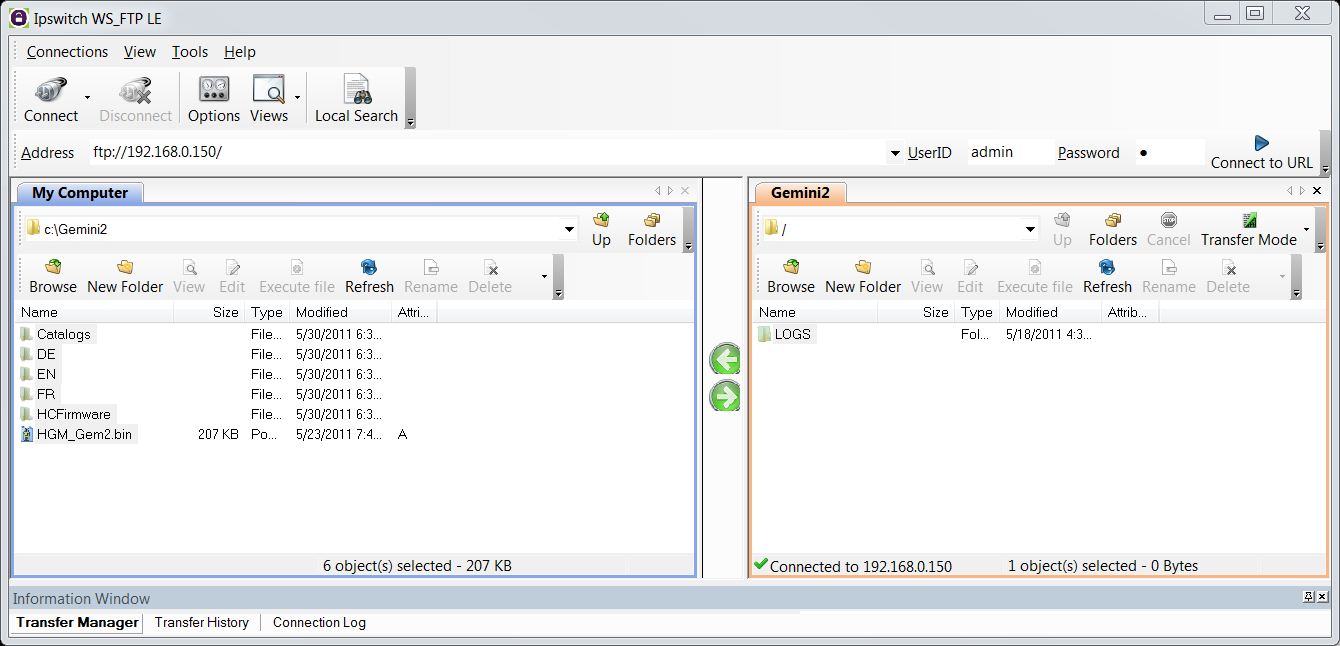 Ipswitch WS_FTP LE
Connections View Tools Help
Connect Disconnect Options Views Local Search
Address ftp://192.168.0.150/ UserID admin Password ● Connect to URL
My Computer
c:\Gemini2 Up Folders
Browse New Folder View Edit Execute file Refresh Rename Delete
Name Size Type Modified Attri...
Catalogs File... 5/30/2011 6:3...
DE File... 5/30/2011 6:3...
EN File... 5/30/2011 6:3...
FR File... 5/30/2011 6:3...
HCFirmware File... 5/30/2011 6:3...
HGM_Gem2.bin 207 KB Po... 5/23/2011 7:4... A
6 object(s) selected - 207 KB
Gemini2
/ Up Folders STOP Cancel Transfer Mode
Browse New Folder View Edit Execute file Refresh Rename Delete
Name Size Type Modified Attrib...
LOGS Fol... 5/18/2011 4:3...
Connected to 192.168.0.150 1 object(s) selected - 0 Bytes
Information Window
Transfer Manager Transfer History Connection Log